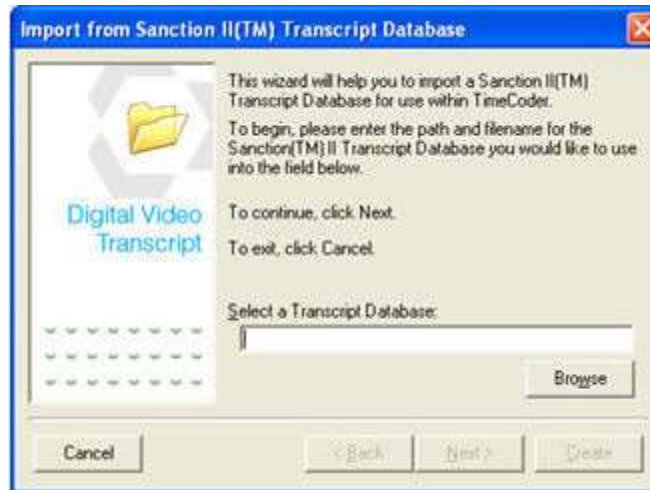 Import from Sanction II(TM) Transcript Database
This wizard will help you to import a Sanction II(TM)
Transcript Database for use within TimeCoder.
To begin, please enter the path and filename for the
Sanction(TM) II Transcript Database you would like to use
into the field below.
Digital Video
Transcript
To continue, click Next.
To exit, click Cancel.
Select a Transcript Database:
Browse
Cancel
< Back
Next >
Create